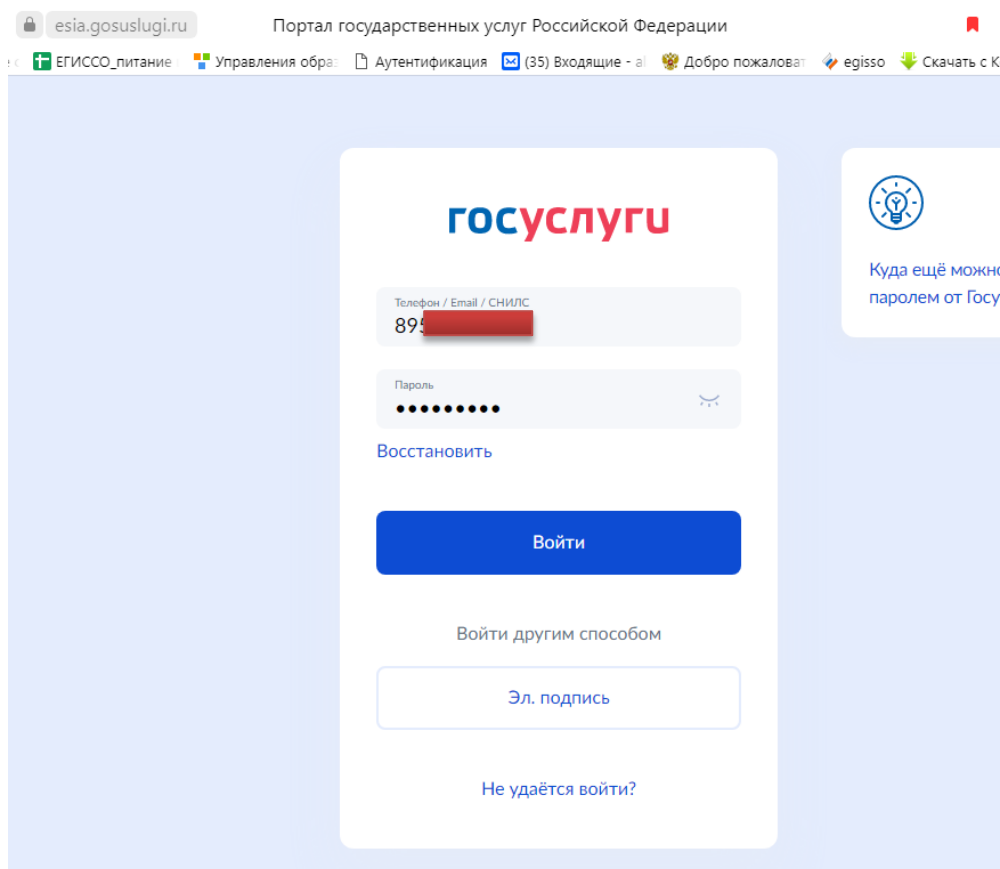 esia.gosuslugi.ru Портал государственных услуг Российской Федерации
ЕГИССО_питание Управления обра Аутентификация (35) Входящие - a Добро пожаловат egisso Скачать с К
госуслуги
Телефон / Email / СНИЛС
895
Пароль
Восстановить
Войти
Войти другим способом
Эл. подпись
Не удаётся войти?
Куда ещё можно
паролем от Госу